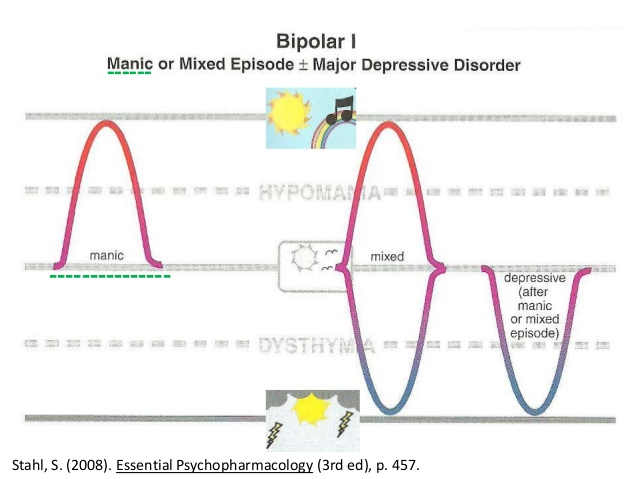 Bipolar I
Manic or Mixed Episode ± Major Depressive Disorder
HYPOMANIA
manic
mixed
depressive
(after
manic
or mixed
episode)
DYSTHYMIA
Stahl, S. (2008). Essential Psychopharmacology (3rd ed), p. 457.